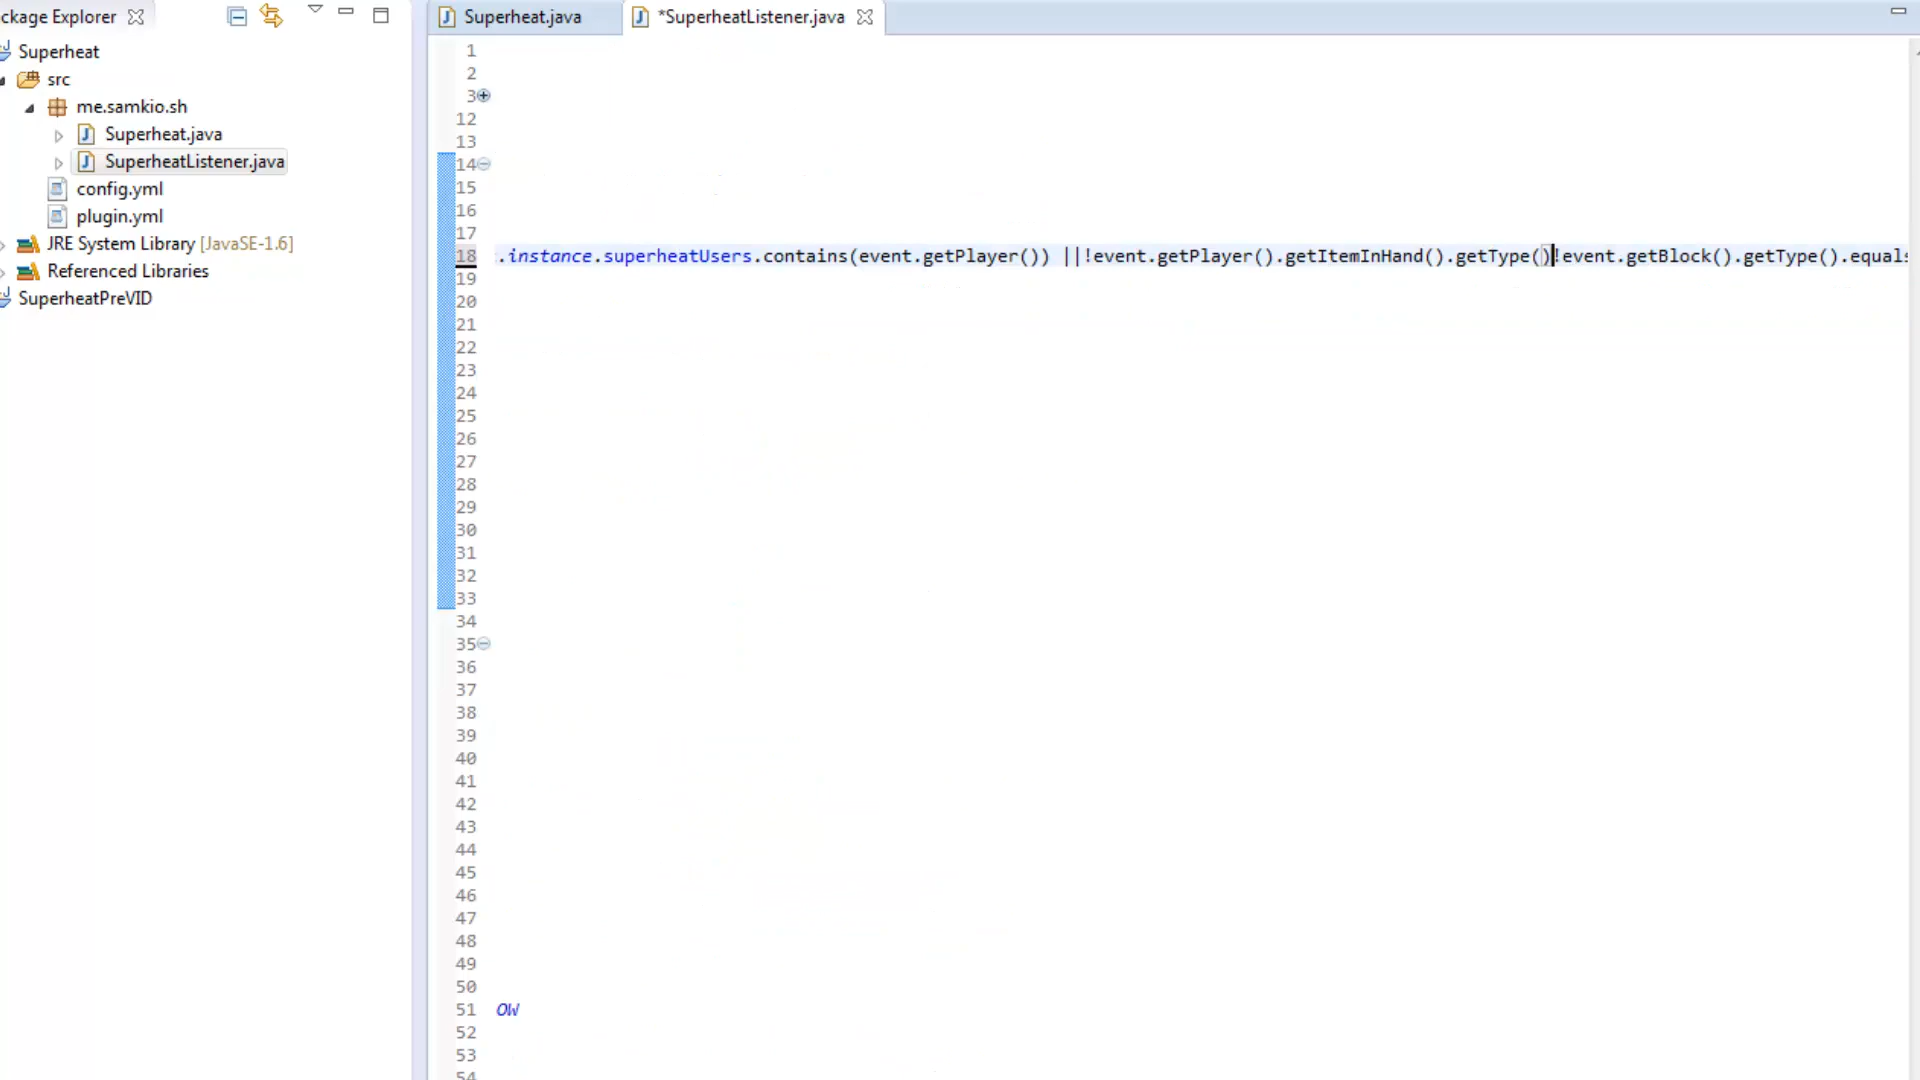 ckage Explorer
Superheat
src
me.samkio.sh
Superheat.java
SuperheatListener.java
config.yml
plugin.yml
JRE System Library [JavaSE-1.6]
Referenced Libraries
SuperheatPreVID
Superheat.java
*SuperheatListener.java
1
2
3
12
13
14
15
16
17
18 .instance.superheatUsers.contains(event.getPlayer()) ||!event.getPlayer().getItemInHand().getType()!event.getBlock().getType().equals
19
20
21
22
23
24
25
26
27
28
29
30
31
32
33
34
35
36
37
38
39
40
41
42
43
44
45
46
47
48
49
50
51 OW
52
53
54